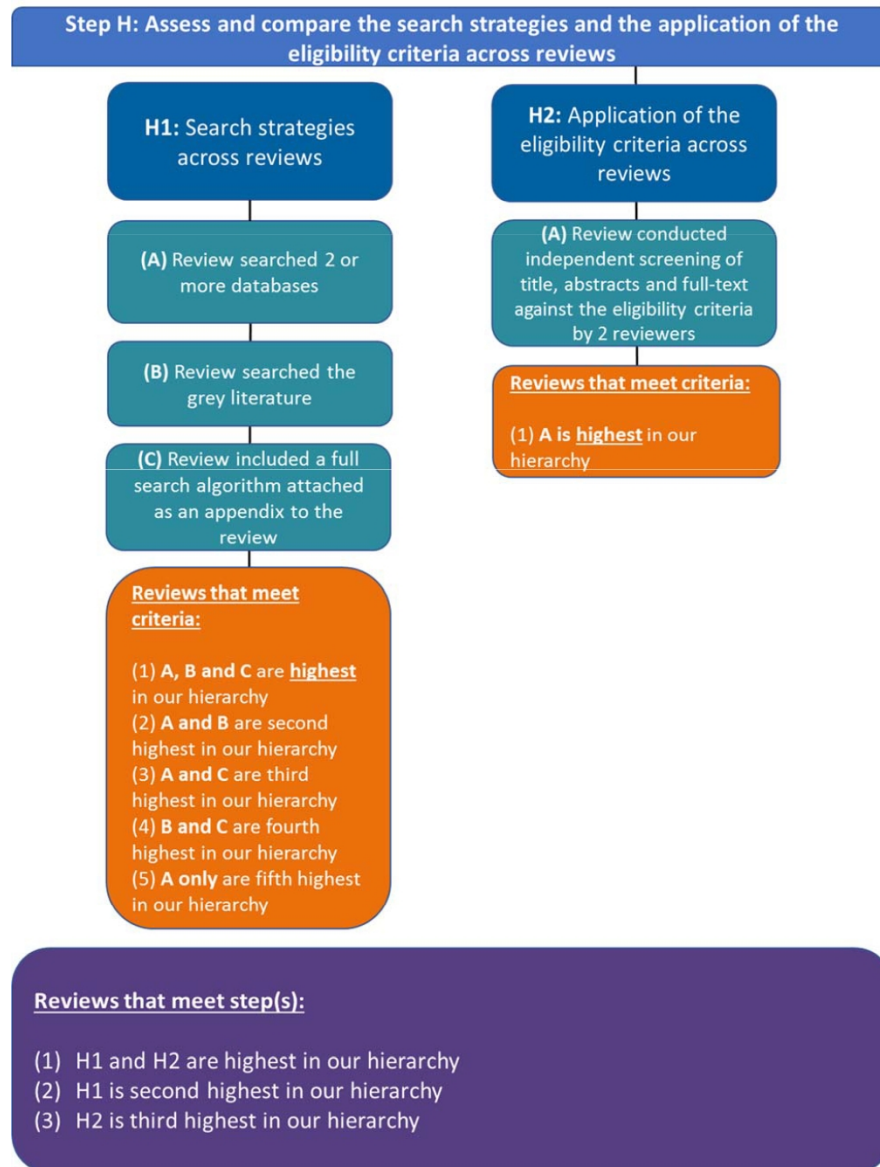 Step H: Assess and compare the search strategies and the application of the
eligibility criteria across reviews
H1: Search strategies
across reviews
(A) Review searched 2 or
more databases
(B) Review searched the
grey literature
(C) Review included a full
search algorithm attached
as an appendix to the
review
Reviews that meet
criteria:
(1) A, B and C are highest
in our hierarchy
(2) A and B are second
highest in our hierarchy
(3) A and C are third
highest in our hierarchy
(4) B and C are fourth
highest in our hierarchy
(5) A only are fifth highest
in our hierarchy
H2: Application of the
eligibility criteria across
reviews
(A) Review conducted
independent screening of
title, abstracts and full-text
against the eligibility criteria
by 2 reviewers
Reviews that meet criteria:
(1) A is highest in our
hierarchy
Reviews that meet step(s):
(1) H1 and H2 are highest in our hierarchy
(2) H1 is second highest in our hierarchy
(3) H2 is third highest in our hierarchy